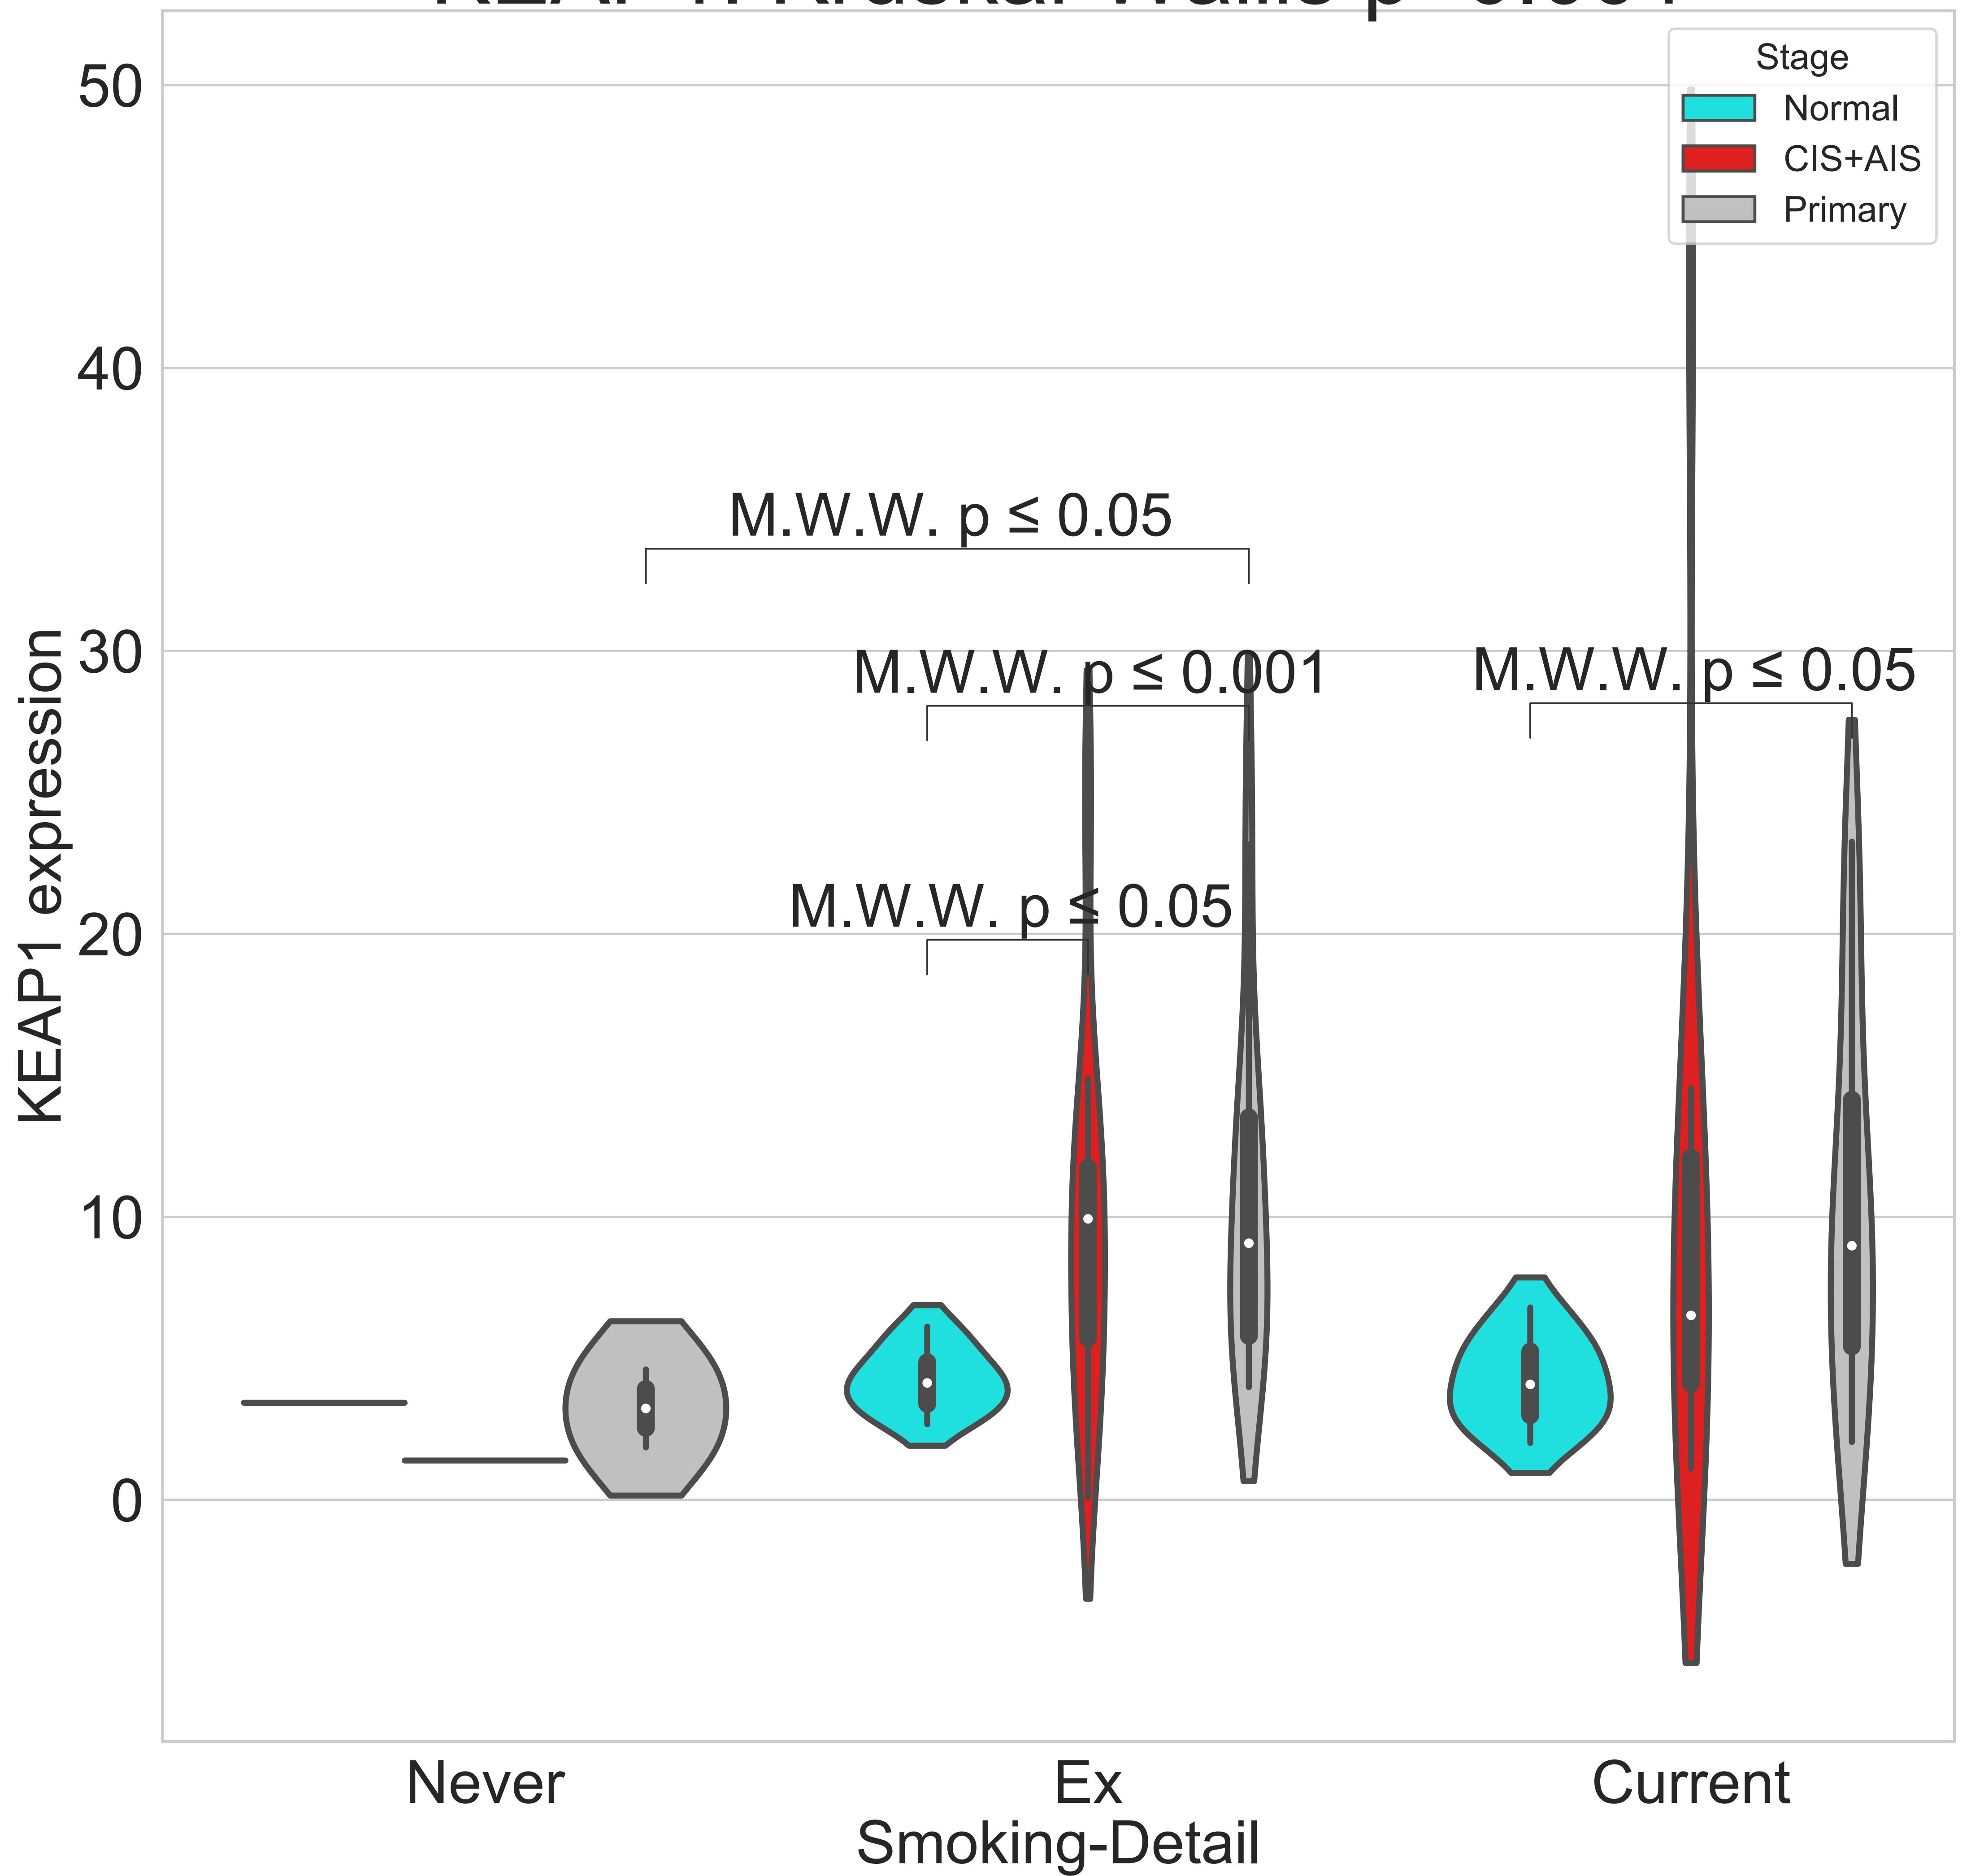 Stage
Normal
CIS+AIS
Primary
50
40
30
20
10
0
KEAP1 expression
M.W.W. p ≤ 0.05
M.W.W. p ≤ 0.001
M.W.W. p ≤ 0.05
M.W.W. p ≤ 0.05
Never
Ex
Current
Smoking-Detail